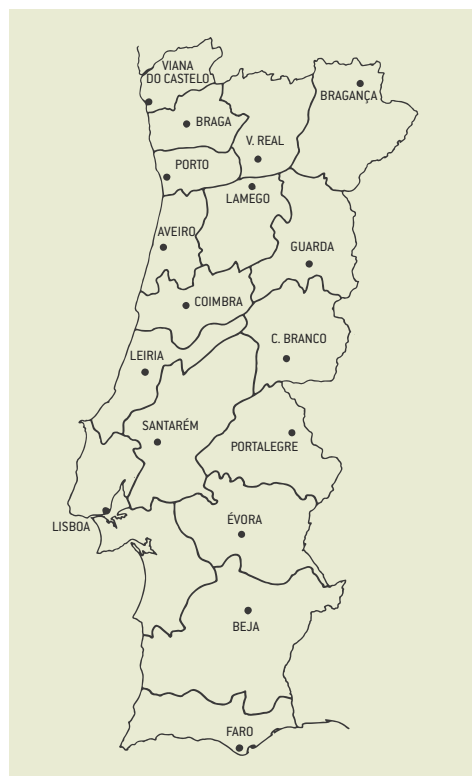 VIANA
DO CASTELO
BRAGANÇA
BRAGA
V. REAL
PORTO
LAMEGO
AVEIRO
GUARDA
COIMBRA
C. BRANCO
LEIRIA
SANTARÉM
PORTALEGRE
LISBOA
ÉVORA
BEJA
FARO